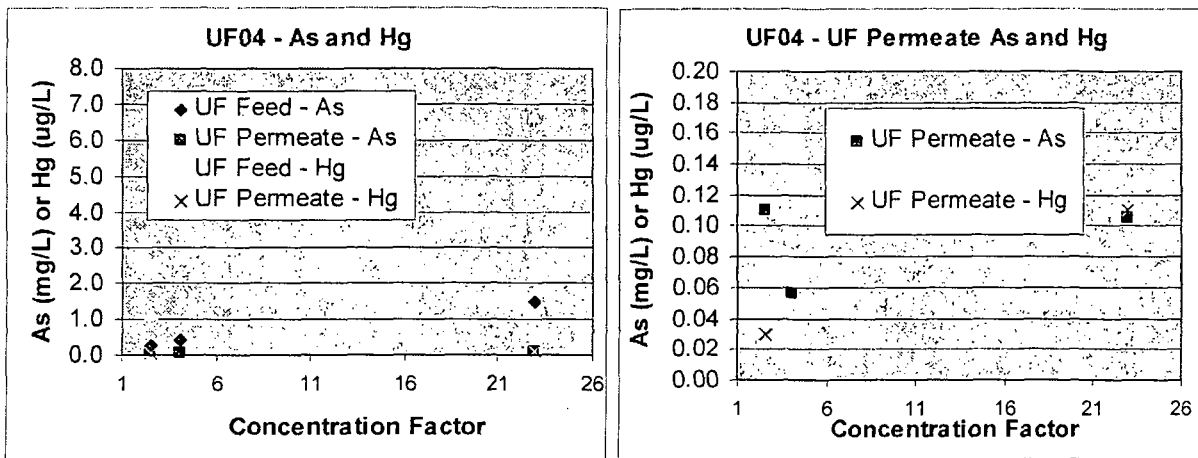 UF04 - As and Hg
As (mg/L) or Hg (ug/L)
8.0
7.0
6.0
5.0
4.0
3.0
2.0
1.0
0.0
UF Feed - As
UF Permeate - As
UF Feed - Hg
UF Permeate - Hg
1 6 11 16 21 26
Concentration Factor
UF04 - UF Permeate As and Hg
As (mg/L) or Hg (ug/L)
0.20
0.18
0.16
0.14
0.12
0.10
0.08
0.06
0.04
0.02
0.00
UF Permeate - As
UF Permeate - Hg
1 6 11 16 21 26
Concentration Factor